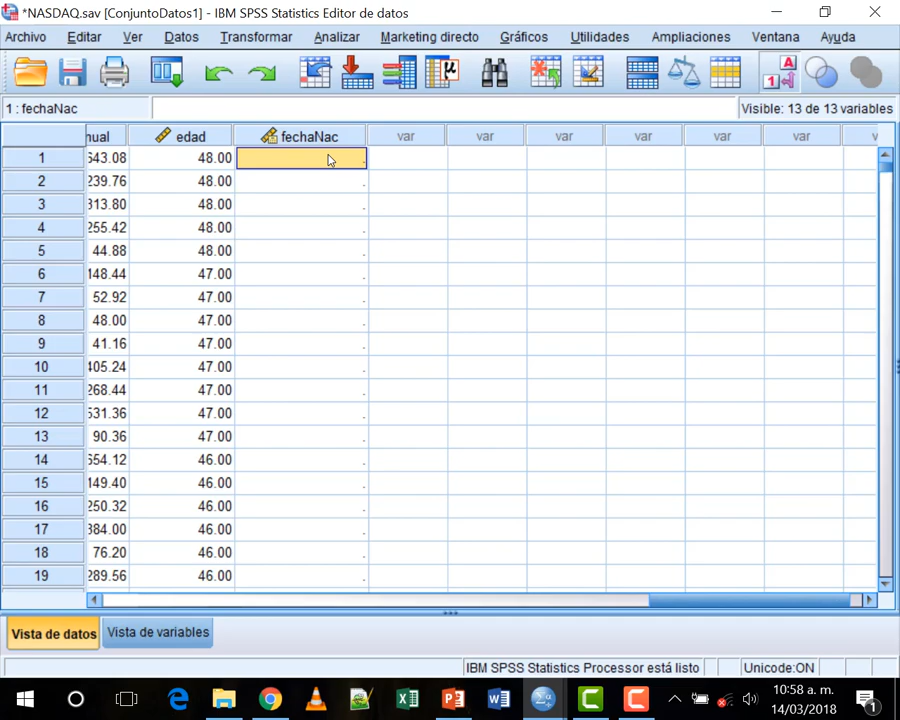 *NASDAQ.sav [ConjuntoDatos1] - IBM SPSS Statistics Editor de datos
Archivo Editar Ver Datos Transformar Analizar Marketing directo Gráficos Utilidades Ampliaciones Ventana Ayuda
1 : fechaNac Visible: 13 de 13 variables
nual edad fechaNac var var var var var var v
1 643.08 48.00 .
2 239.76 48.00 .
3 313.80 48.00 .
4 255.42 48.00 .
5 44.88 48.00 .
6 148.44 47.00 .
7 52.92 47.00 .
8 48.00 47.00 .
9 41.16 47.00 .
10 405.24 47.00 .
11 268.44 47.00 .
12 531.36 47.00 .
13 90.36 47.00 .
14 554.12 46.00 .
15 149.40 46.00 .
16 250.32 46.00 .
17 384.00 46.00 .
18 76.20 46.00 .
19 289.56 46.00 .
Vista de datos Vista de variables
IBM SPSS Statistics Processor está listo Unicode:ON
10:58 a. m.
14/03/2018
1